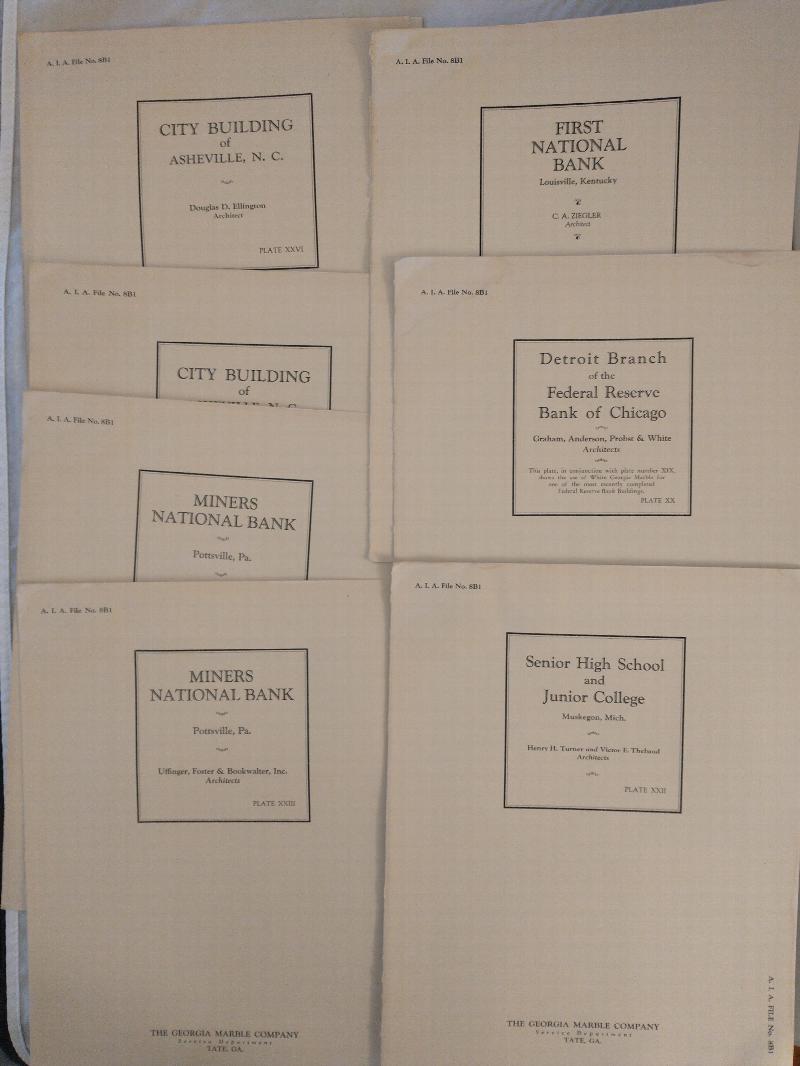 A. I. A. File No. 8B1
CITY BUILDING
of
ASHEVILLE, N. C.
Douglas D. Ellington
Architect
PLATE XXVI
A. I. A. File No. 8B1
CITY BUILDING
of
A. I. A. File No. 8B1
MINERS
NATIONAL BANK
Pottsville, Pa.
A. I. A. File No. 8B1
MINERS
NATIONAL BANK
Pottsville, Pa.
Uffinger, Foster & Bookwalter, Inc.
Architects
PLATE XXIII
THE GEORGIA MARBLE COMPANY
Service Department
TATE, GA.
A. I. A. File No. 8B1
FIRST
NATIONAL
BANK
Louisville, Kentucky
C. A. ZIEGLER
Architect
A. I. A. File No. 8B1
Detroit Branch
of the
Federal Reserve
Bank of Chicago
Graham, Anderson, Probst & White
Architects
This plate, in conjunction with plate number XIX,
shows the use of White Georgia Marble for
one of the most recently completed
Federal Reserve Bank Buildings.
PLATE XX
A. I. A. File No. 8B1
Senior High School
and
Junior College
Muskegon, Mich.
Henry H. Turner and Victor E. Thebaud
Architects
PLATE XXII
THE GEORGIA MARBLE COMPANY
Service Department
TATE, GA.
A. I. A. FILE No. 8B1